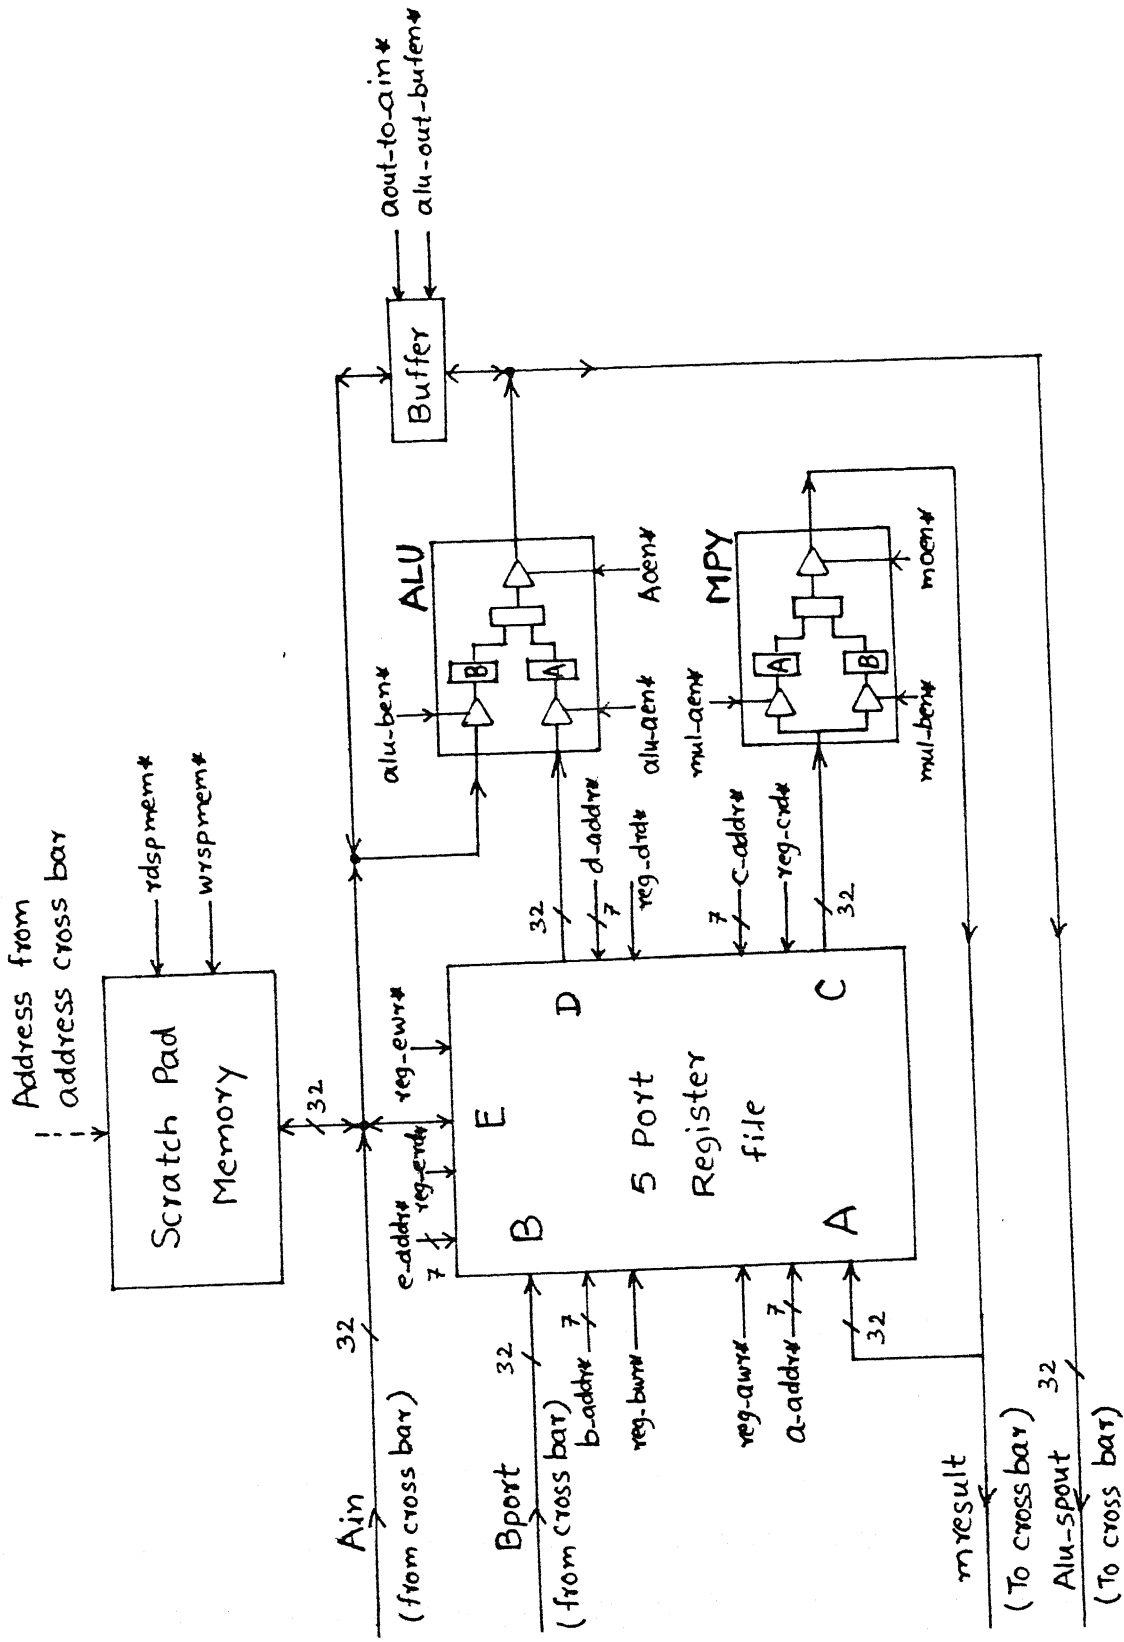 Address from
address cross bar
rdspmem*
wrspmem*
Scratch Pad
Memory
32
Ain
(from cross bar)
32
e-addr*
7
reg-erd*
reg-ewr*
E
B
D
A
C
5 Port
Register
file
Bport
(from cross bar)
32
b-addr*
7
reg-bwr*
reg-awr*
a-addr*
7
32
32
d-addr*
7
reg-drd*
7
c-addr*
reg-crd*
32
alu-ben*
ALU
B
A
alu-aen*
Aoen*
mul-aen*
MPY
A
B
mul-ben*
moen*
Buffer
aout-to-ain*
alu-out-bufen*
mresult
(To crossbar)
Alu-spout
32
(To cross bar)